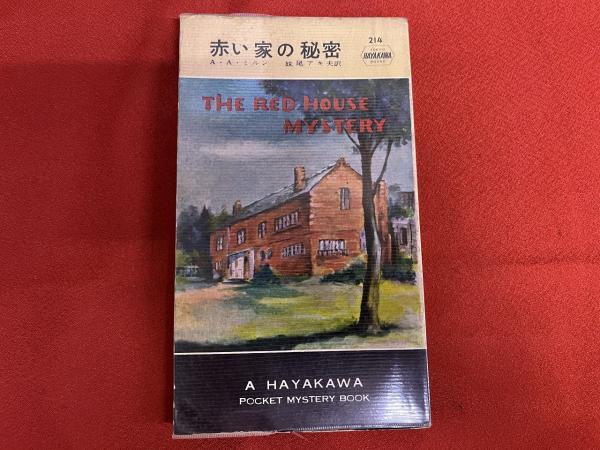 赤い家の秘密
214
A・A・ミルン 妹尾アキ夫訳
HAYAKAWA
THE RED HOUSE
MYSTERY
A HAYAKAWA
POCKET MYSTERY BOOK